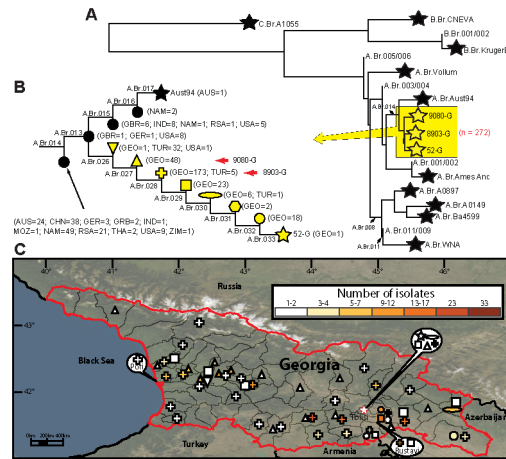 A
C.Br.A1055
B.Br.CNEVA
B.Br.001/002
B.Br.KrugerB
A.Br.005/006
A.Br.Vollum
A.Br.003/004
A.Br.Aust94
A.Br.014
9080-G
8903-G
(n = 272)
52-G
A.Br.001/002
A.Br.Ames Anc
A.Br.A0897
A.Br.A0149
A.Br.008
A.Br.Ba4599
A.Br.011/009
A.Br.011
A.Br.WNA
B
A.Br.017
Aust94 (AUS=1)
A.Br.016
(NAM=2)
A.Br.015
(GBR=6; IND=8; NAM=1; RSA=1; USA=5)
A.Br.013
(GBR=1; GER=1; USA=8)
A.Br.014
A.Br.026
(GEO=1; TUR=32; USA=1)
A.Br.027
(GEO=48)
9080-G
A.Br.028
(GEO=173; TUR=5)
8903-G
A.Br.029
(GEO=23)
A.Br.030
(GEO=6; TUR=1)
A.Br.031
(GEO=2)
A.Br.032
(GEO=18)
A.Br.033
52-G (GEO=1)
(AUS=24; CHN=38; GER=3; GRB=2; IND=1;
MOZ=1; NAM=49; RSA=21; THA=2; USA=9; ZIM=1)
C
40° 41° 42° 43° 44° 45° 46°
Russia
Number of isolates
1-2 3-4 5-7 9-12 13-17 23 33
43°
Black Sea
Poti
Georgia
42°
Tbilisi
Azerbaijan
Rustavi
Turkey
Armenia